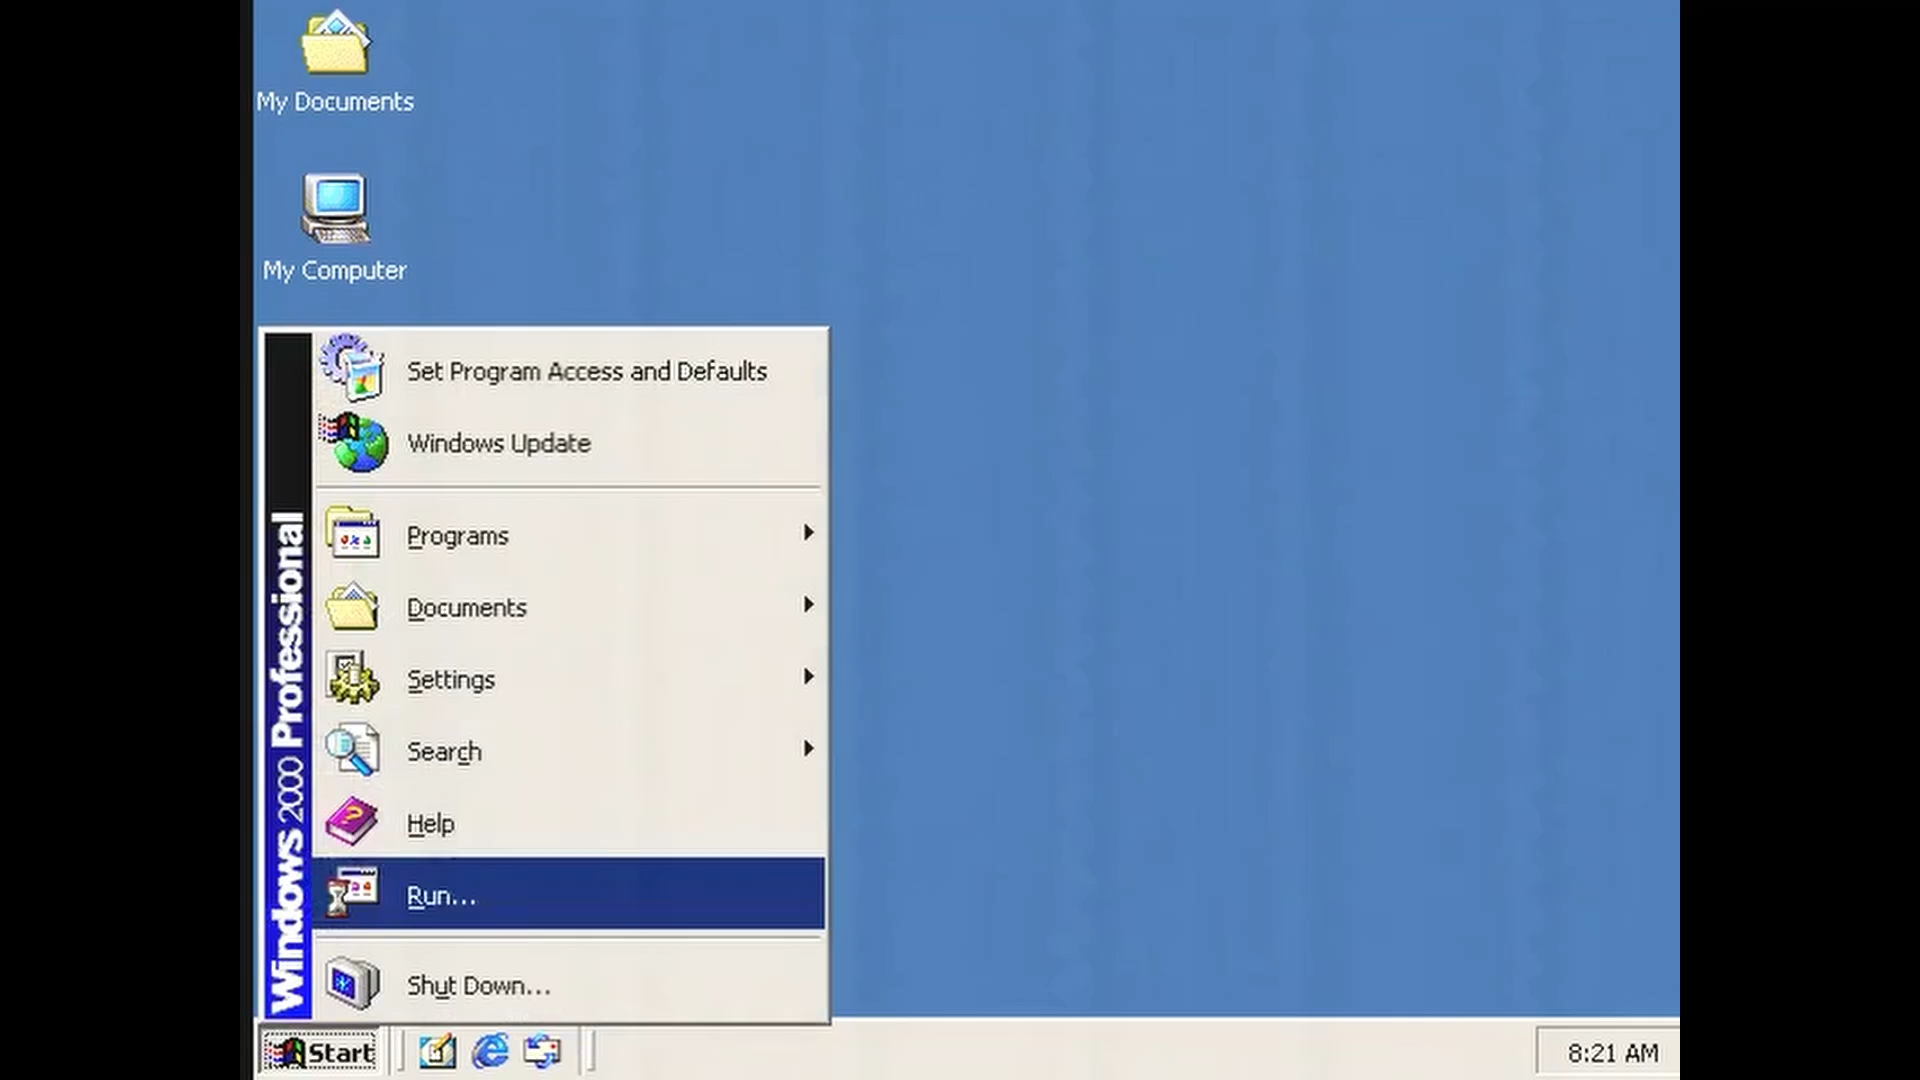 My Documents
My Computer
Set Program Access and Defaults
Windows Update
Programs
Documents
Settings
Search
Help
Run...
Shut Down...
Windows 2000 Professional
Start
8:21 AM